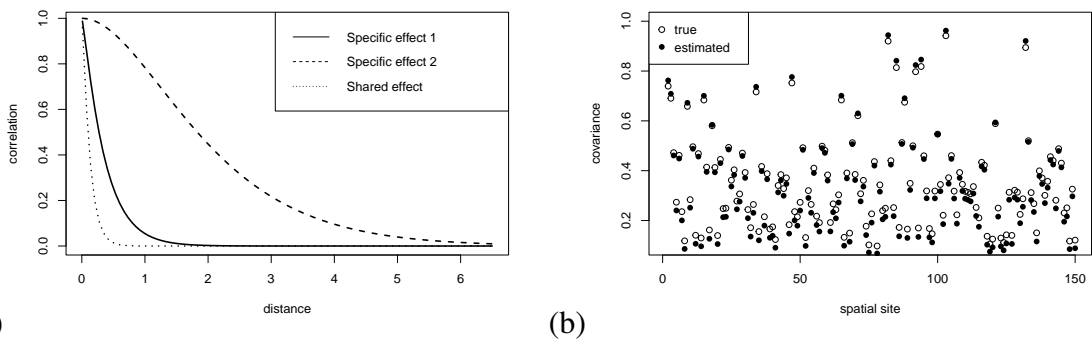 correlation
1.0
0.8
0.6
0.4
0.2
0.0
Specific effect 1
Specific effect 2
Shared effect
0 1 2 3 4 5 6
distance
)
covariance
1.0
0.8
0.6
0.4
0.2
true
estimated
0 50 100 150
spatial site
(b)